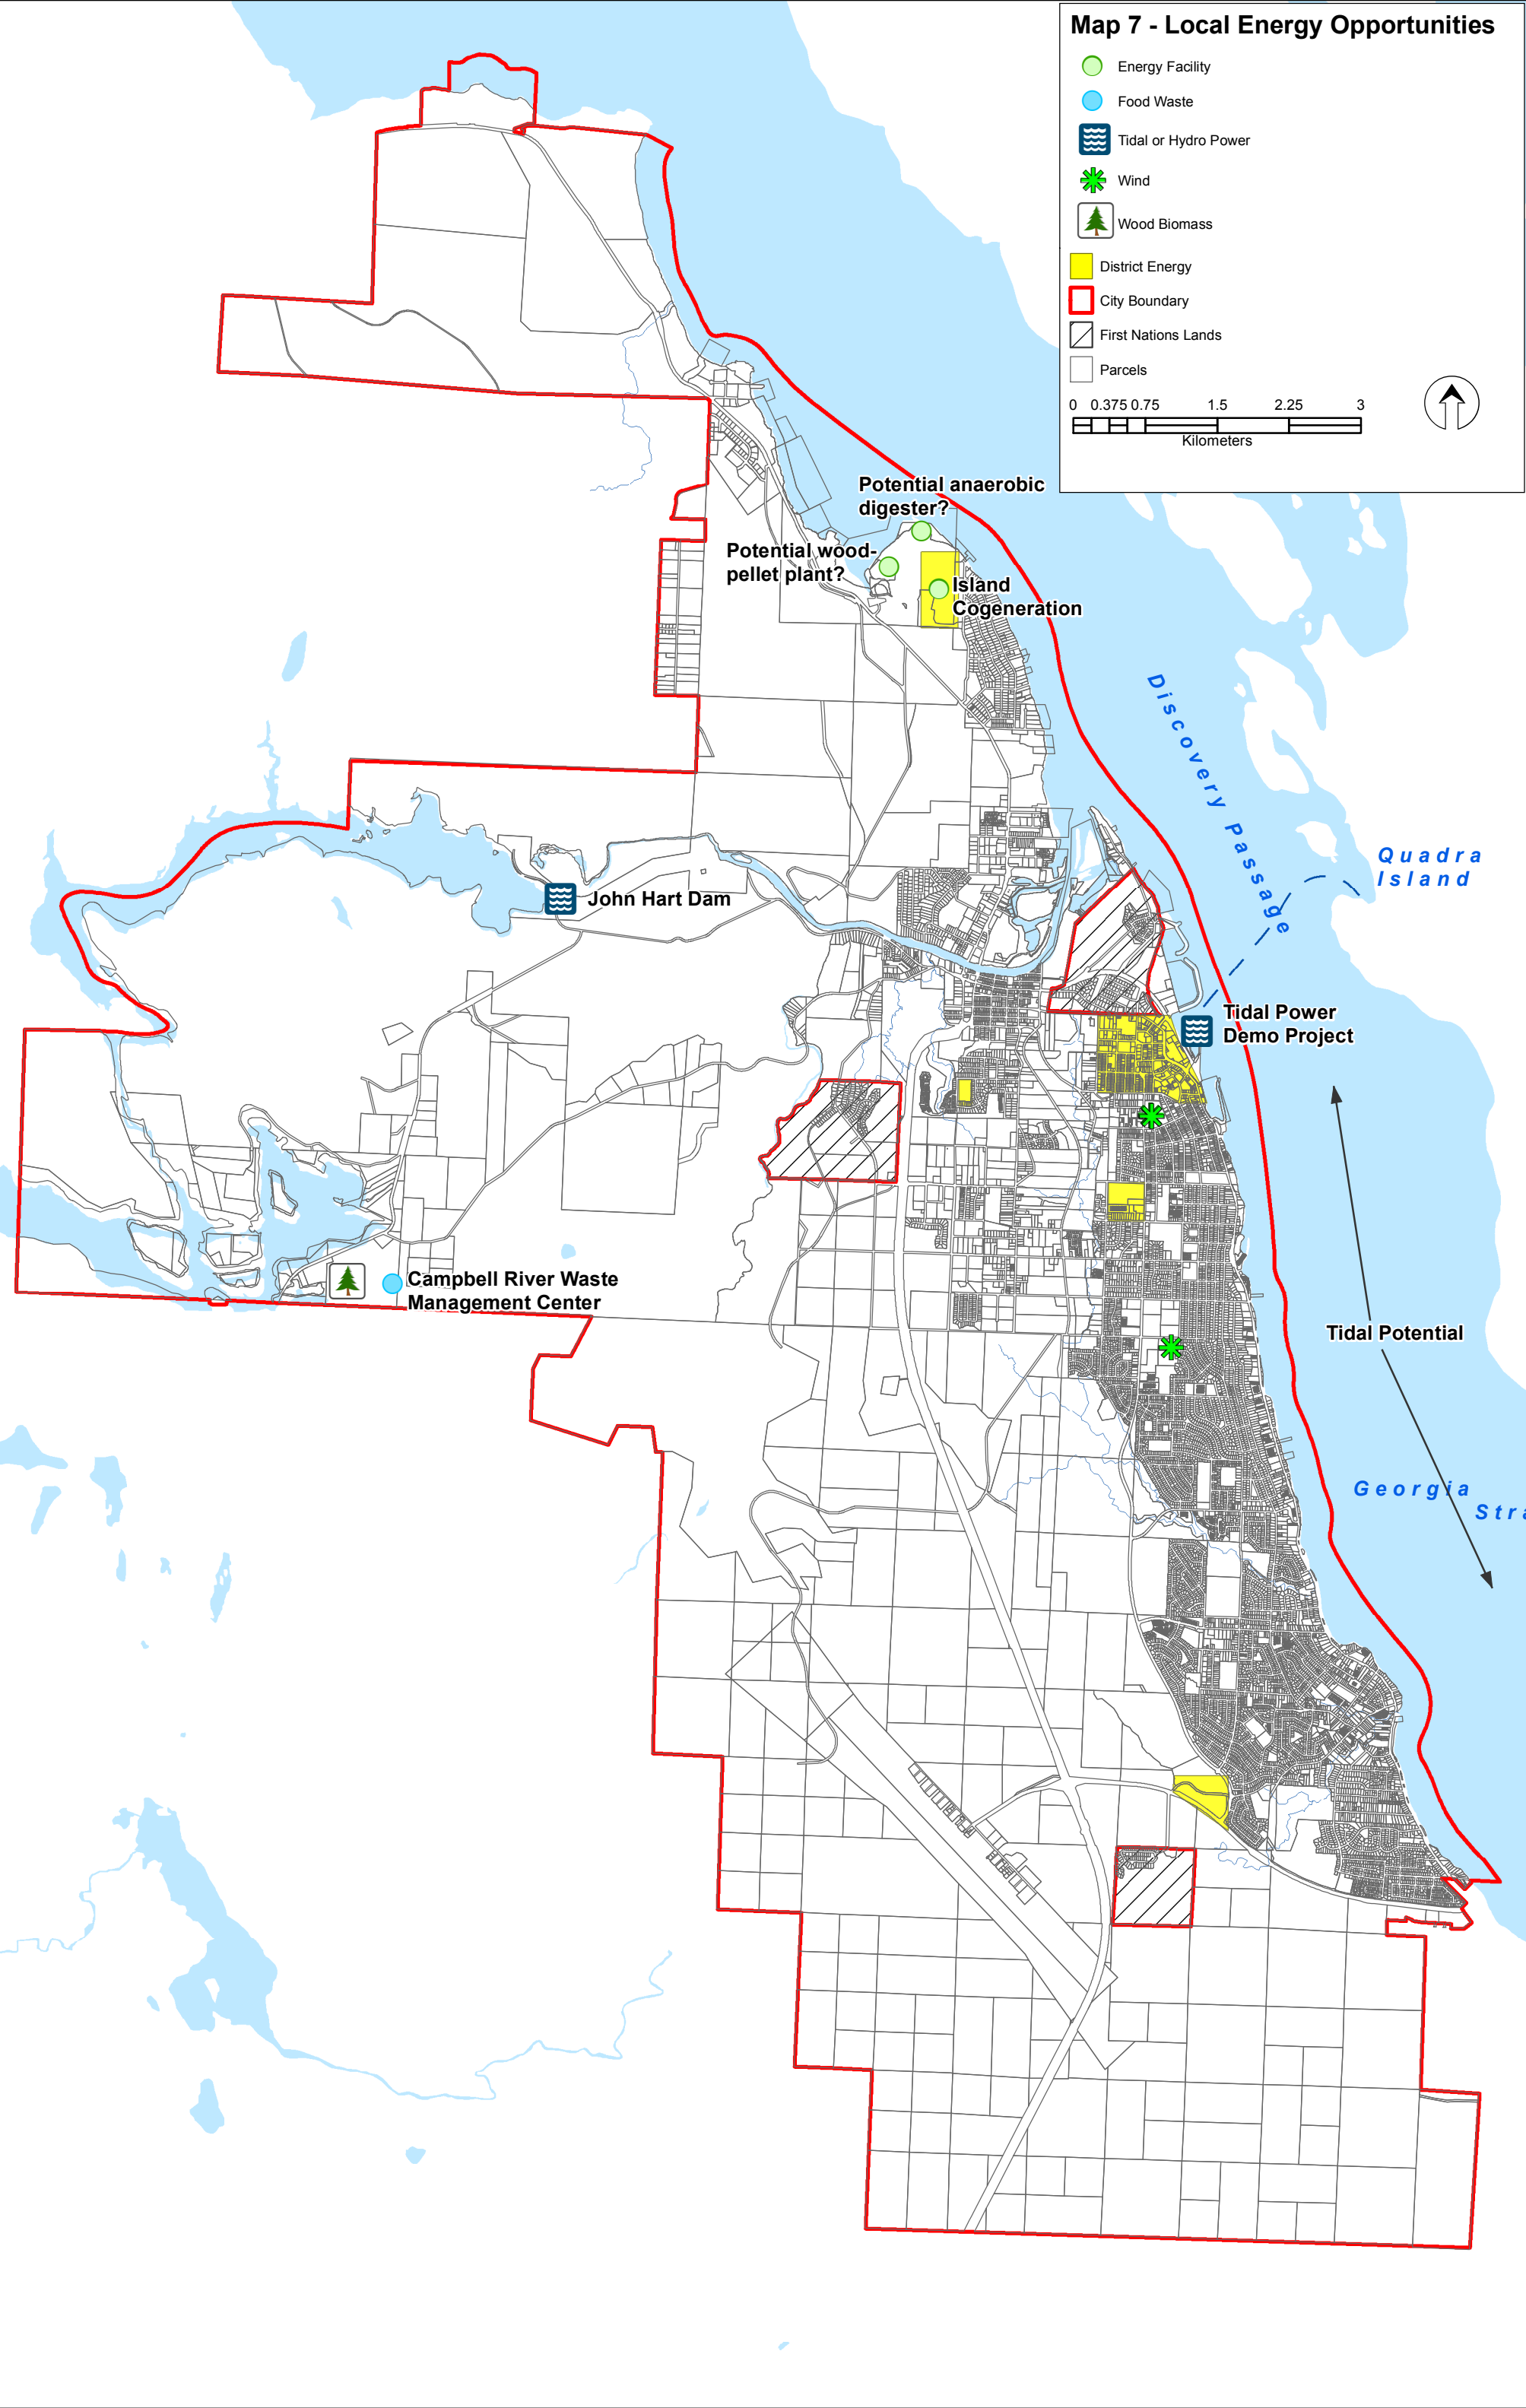 Map 7 - Local Energy Opportunities
Energy Facility
Food Waste
Tidal or Hydro Power
Wind
Wood Biomass
District Energy
City Boundary
First Nations Lands
Parcels
0 0.375 0.75 1.5 2.25 3
Kilometers
Potential anaerobic
digester?
Potential wood-
pellet plant?
Island
Cogeneration
Discovery Passage
Quadra
Island
John Hart Dam
Tidal Power
Demo Project
Campbell River Waste
Management Center
Tidal Potential
Georgia
Stra